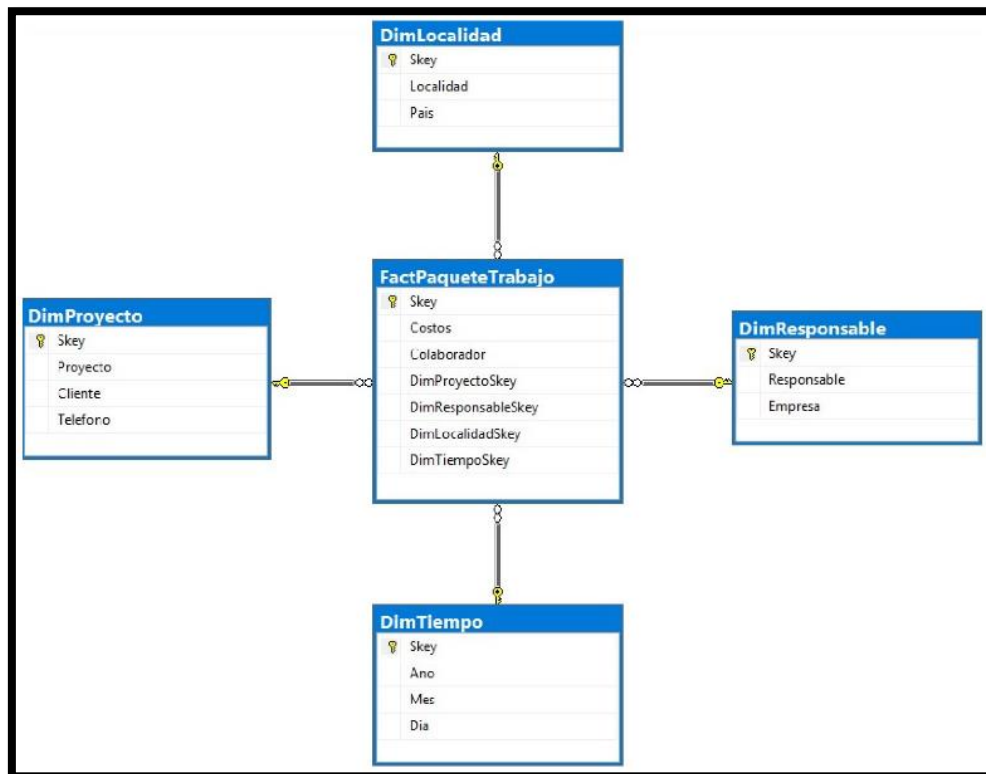 DimLocalidad
Skey
Localidad
Pais
FactPaqueteTrabajo
Skey
Costos
Colaborador
DimProyectoSkey
DimResponsableSkey
DimLocalidadSkey
DimTiempoSkey
DimProyecto
Skey
Proyecto
Cliente
Telefono
DimResponsable
Skey
Responsable
Empresa
DimTiempo
Skey
Ano
Mes
Dia